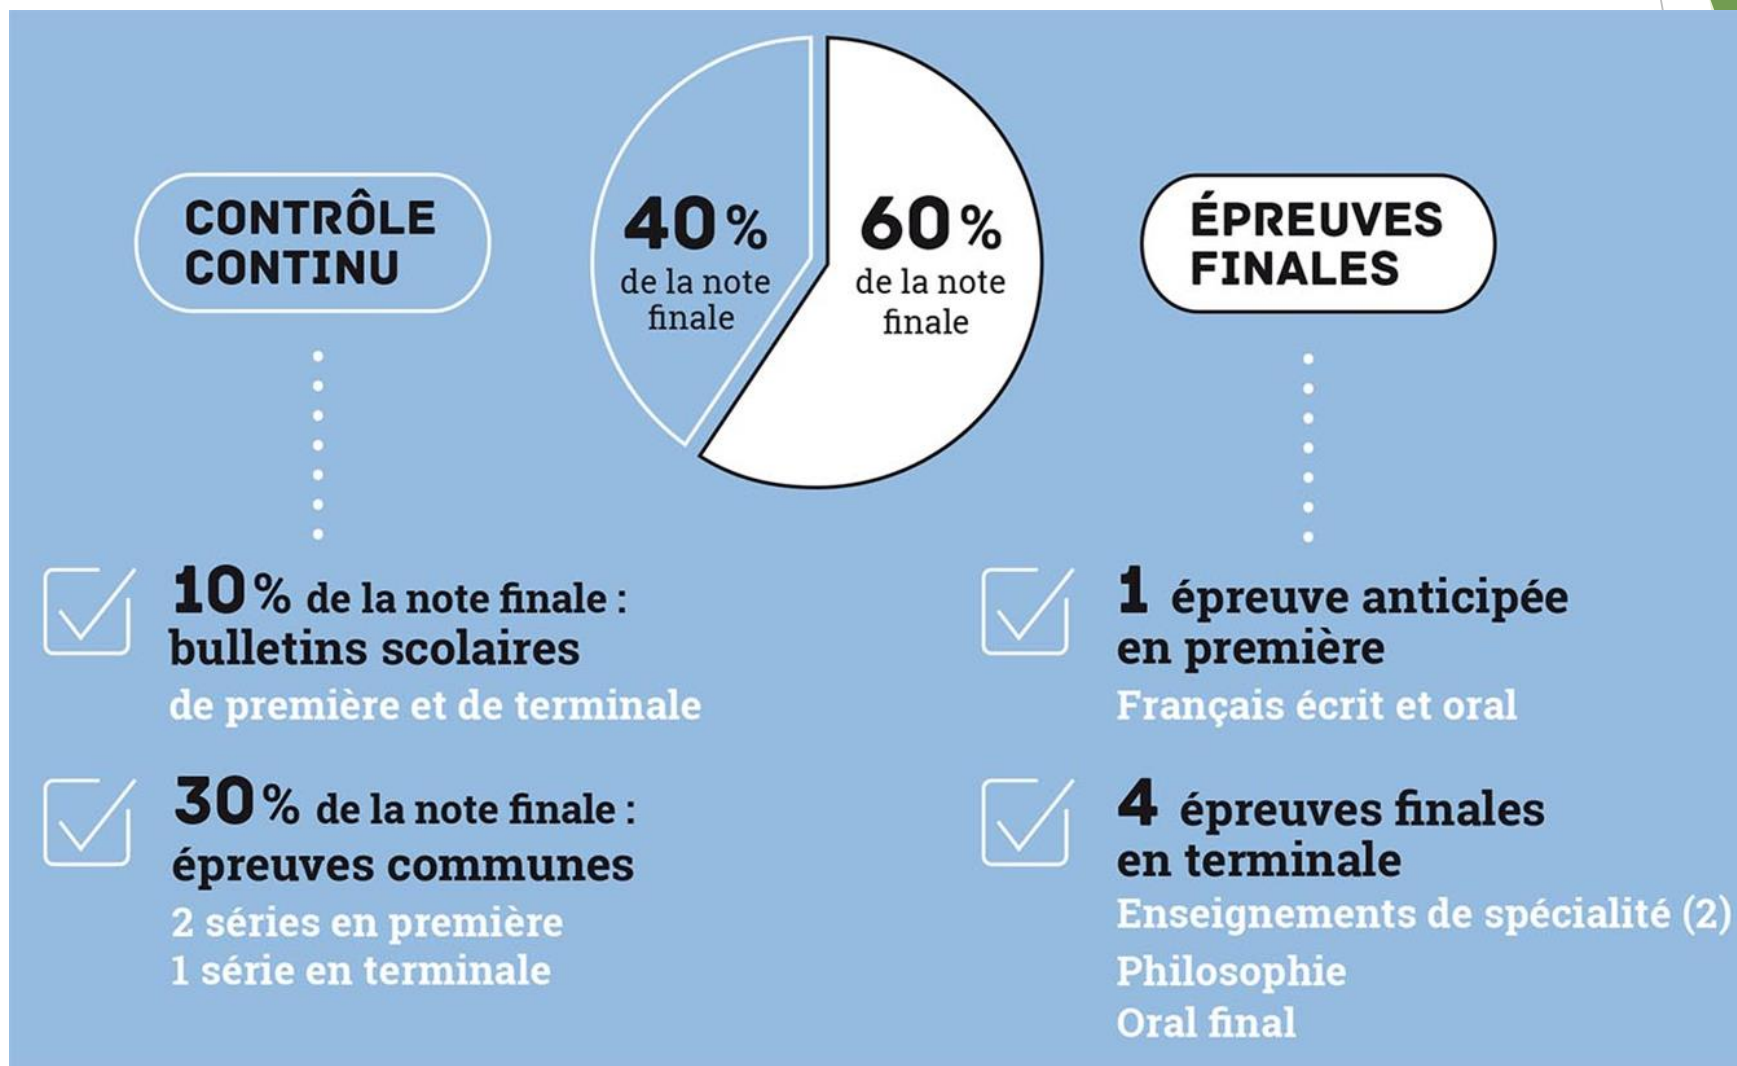 CONTRÔLE
CONTINU
40%
de la note
finale
60%
de la note
finale
ÉPREUVES
FINALES
10% de la note finale :
bulletins scolaires
de première et de terminale
30% de la note finale :
épreuves communes
2 séries en première
1 série en terminale
1 épreuve anticipée
en première
Français écrit et oral
4 épreuves finales
en terminale
Enseignements de spécialité (2)
Philosophie
Oral final